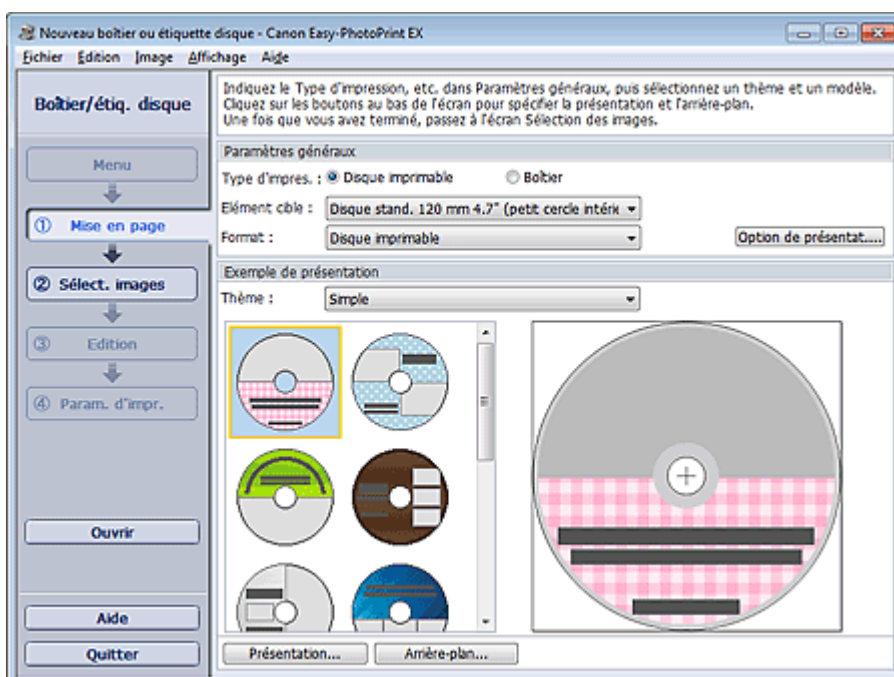 Nouveau boîtier ou étiquette disque - Canon Easy-PhotoPrint EX
Fichier Édition Image Affichage Aide
Boîtier/étiq. disque
Menu
① Mise en page
② Sélect. images
③ Edition
④ Param. d'impr.
Ouvrir
Aide
Quitter
Indiquez le Type d'impression, etc. dans Paramètres généraux, puis sélectionnez un thème et un modèle.
Cliquez sur les boutons au bas de l'écran pour spécifier la présentation et l'arrière-plan.
Une fois que vous avez terminé, passez à l'écran Sélection des images.
Paramètres généraux
Type d'impres. : Disque imprimable Boîtier
Elément cible : Disque stand. 120 mm 4.7" (petit cercle intérie
Format : Disque imprimable Option de présentat....
Exemple de présentation
Thème : Simple
Présentation... Arrière-plan...